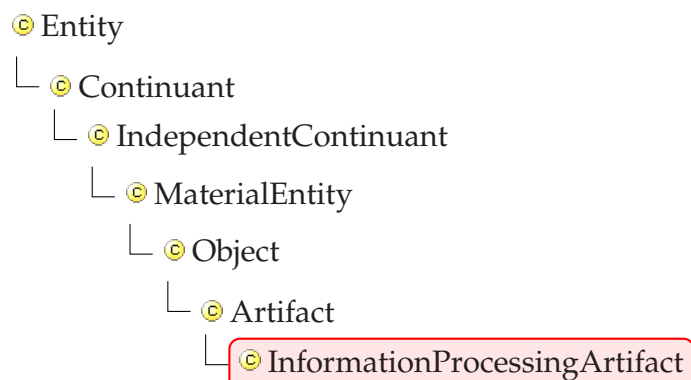 C Entity
C Continuant
C IndependentContinuant
C MaterialEntity
C Object
C Artifact
C InformationProcessingArtifact